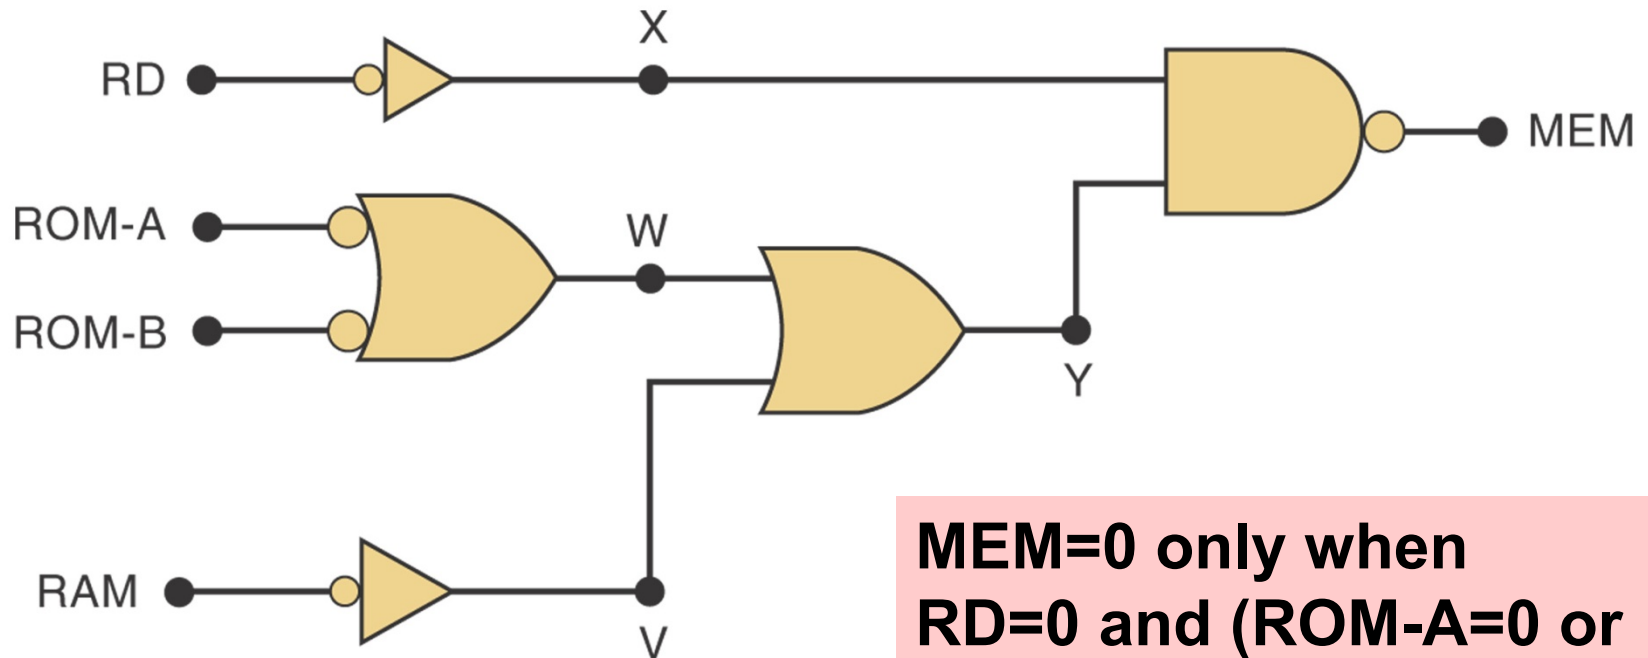 X
RD
MEM
ROM-A
W
ROM-B
Y
RAM
V
MEM=0 only when
RD=0 and (ROM-A=0 or